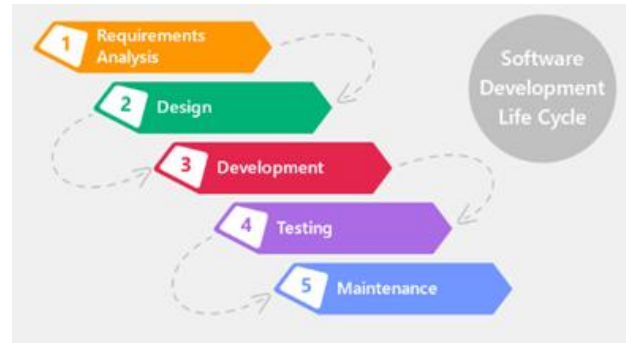 1
Requirements
Analysis
2
Design
3
Development
4
Testing
5
Maintenance
Software
Development
Life Cycle